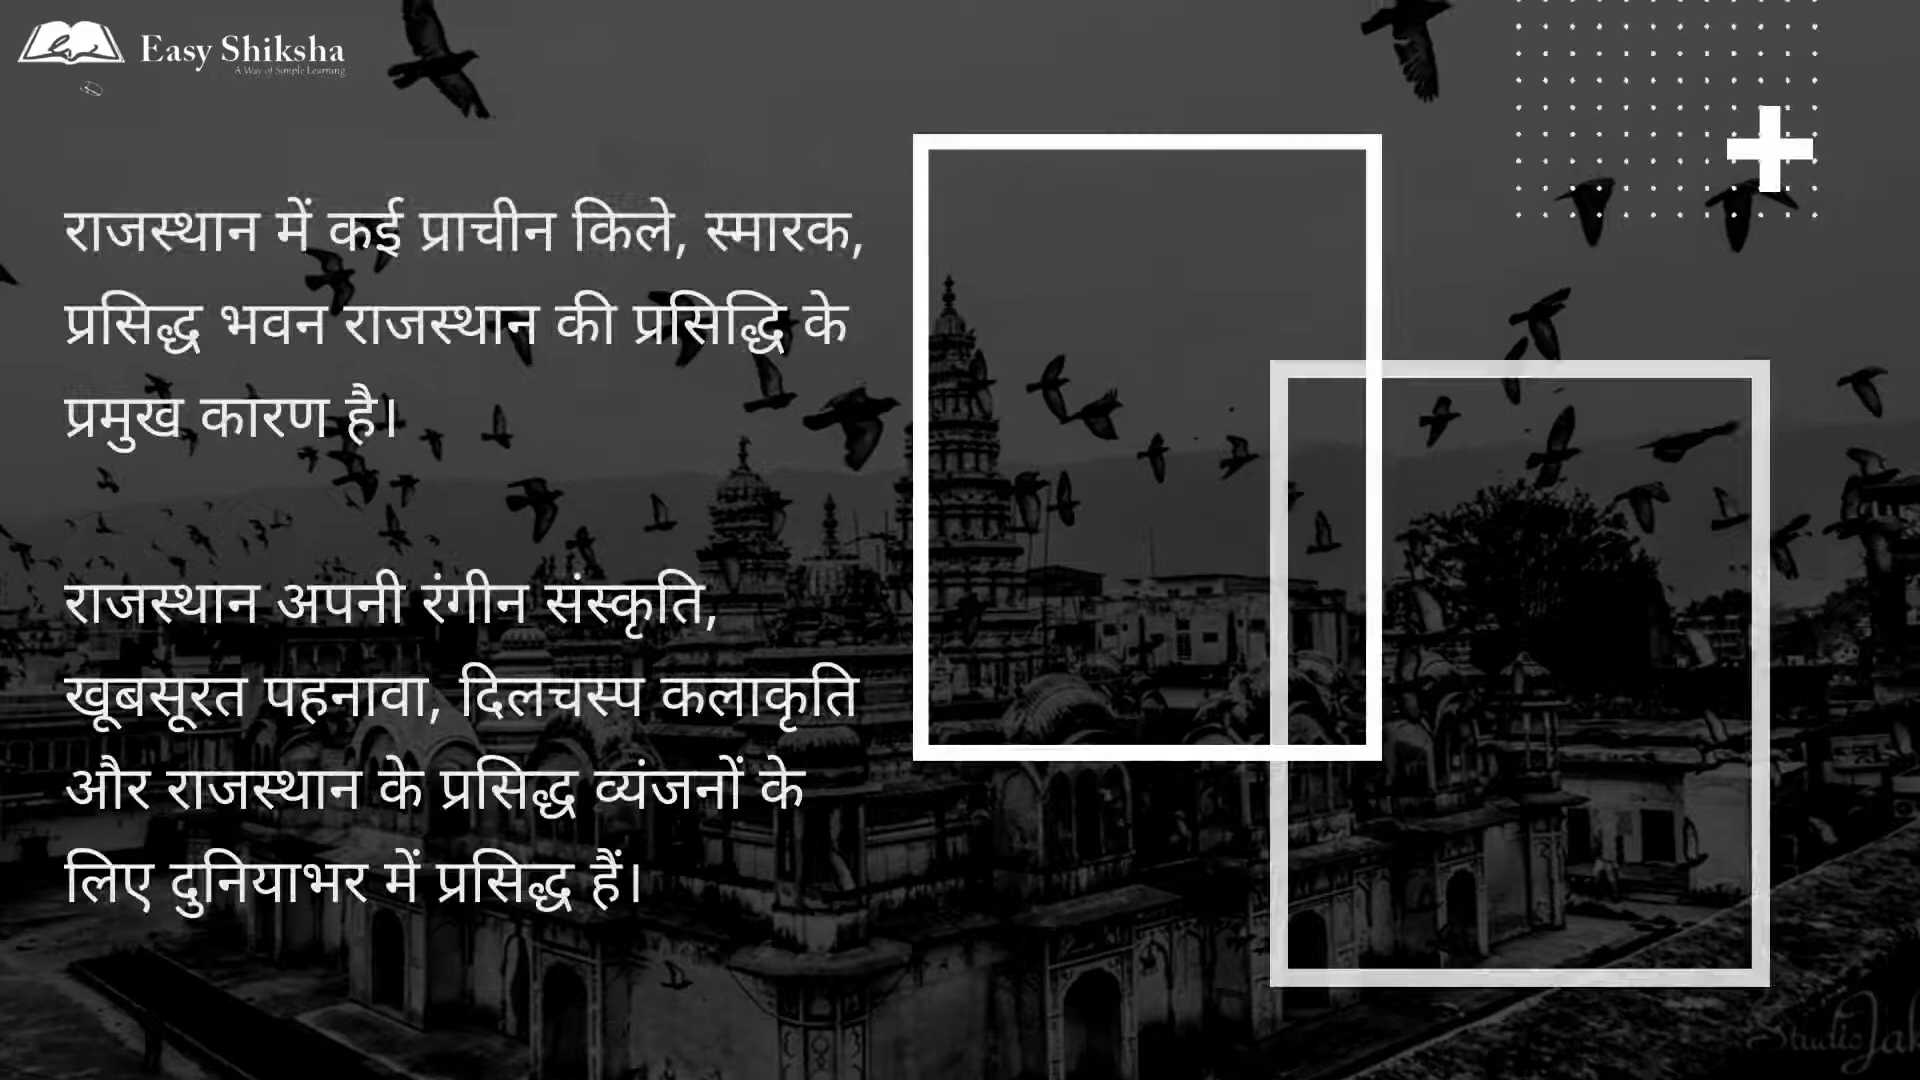 Easy Shiksha
A Way of Simple Learning
राजस्थान में कई प्राचीन किले, स्मारक,
प्रसिद्ध भवन राजस्थान की प्रसिद्धि के
प्रमुख कारण है।
राजस्थान अपनी रंगीन संस्कृति,
खूबसूरत पहनावा, दिलचस्प कलाकृति
और राजस्थान के प्रसिद्ध व्यंजनों के
लिए दुनियाभर में प्रसिद्ध हैं।